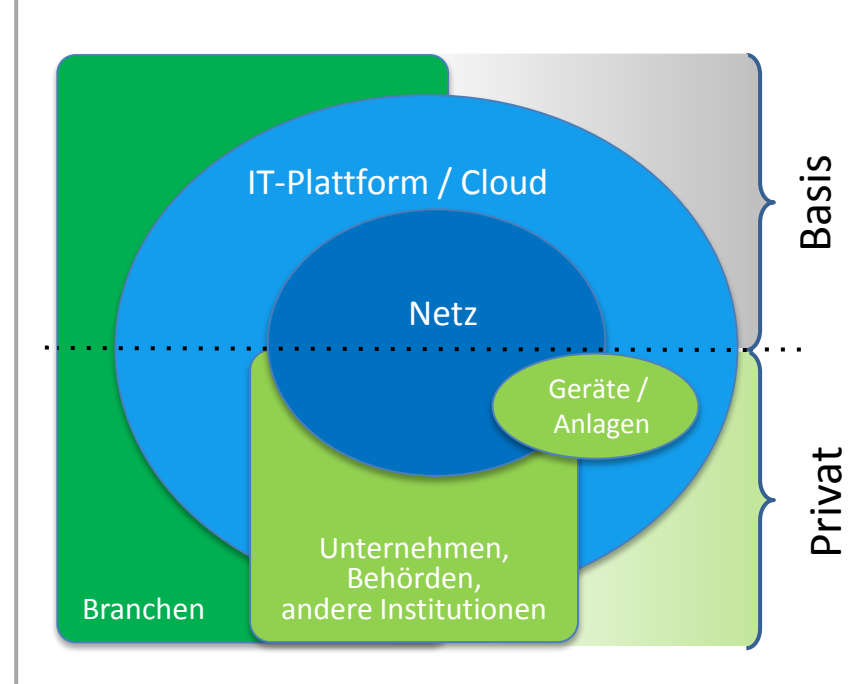 IT-Plattform / Cloud
Basis
Netz
Geräte /
Anlagen
Privat
Unternehmen,
Behörden,
andere Institutionen
Branchen